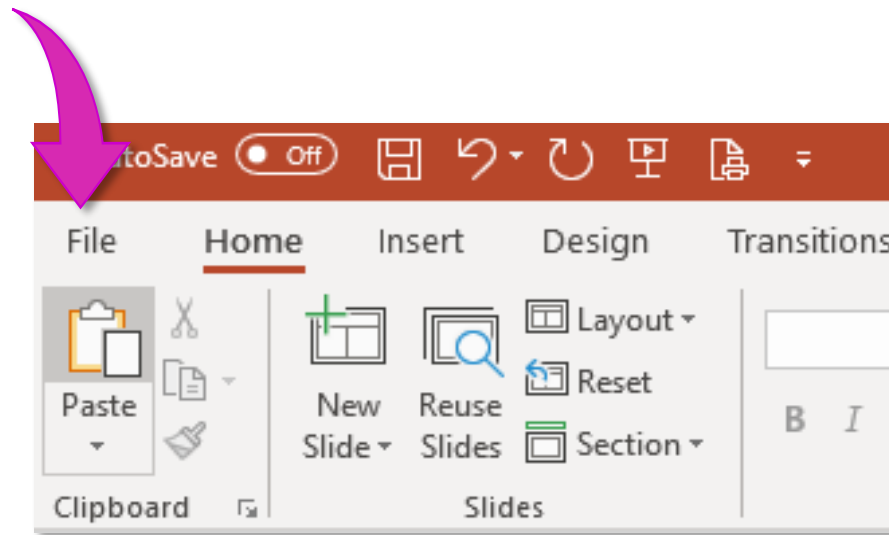 toSave Off
File Home Insert Design Transitions
Layout
Reset
Paste New Reuse
Slide Slides Section
B I
Clipboard Slides